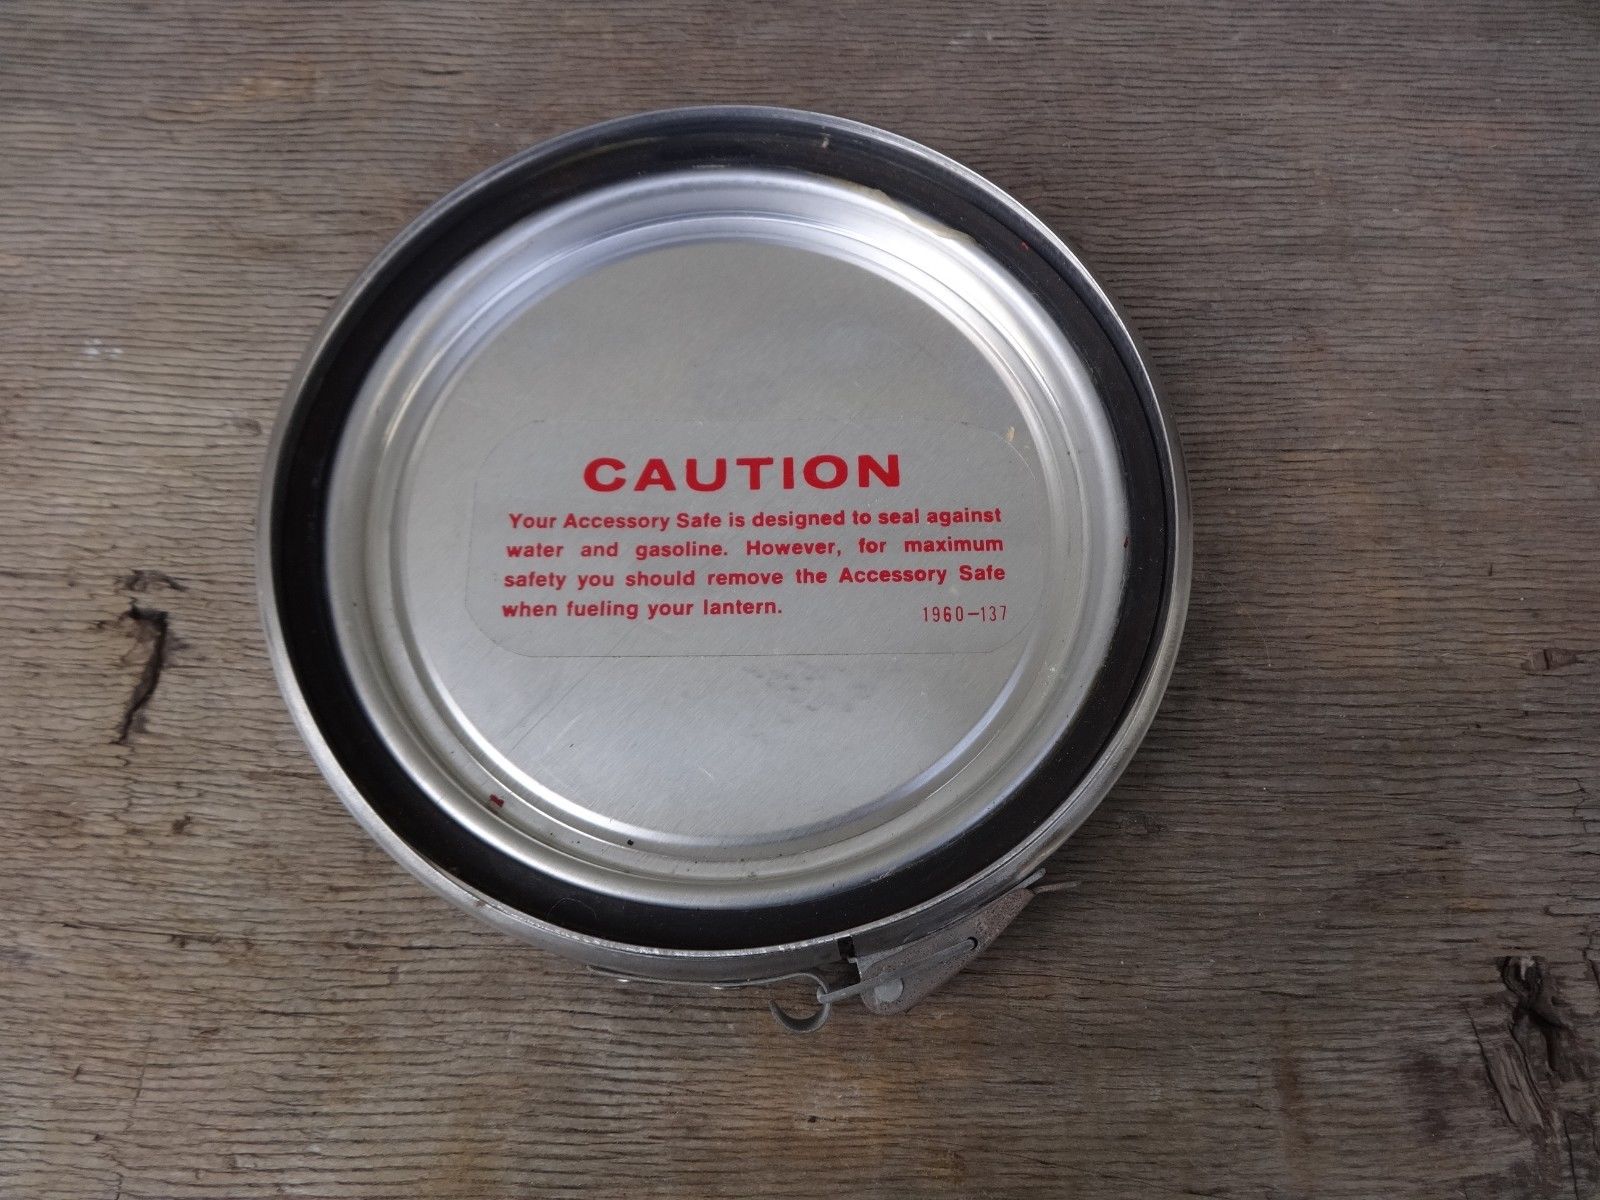 CAUTION
Your Accessory Safe is designed to seal against
water and gasoline. However, for maximum
safety you should remove the Accessory Safe
when fueling your lantern. 1960-137